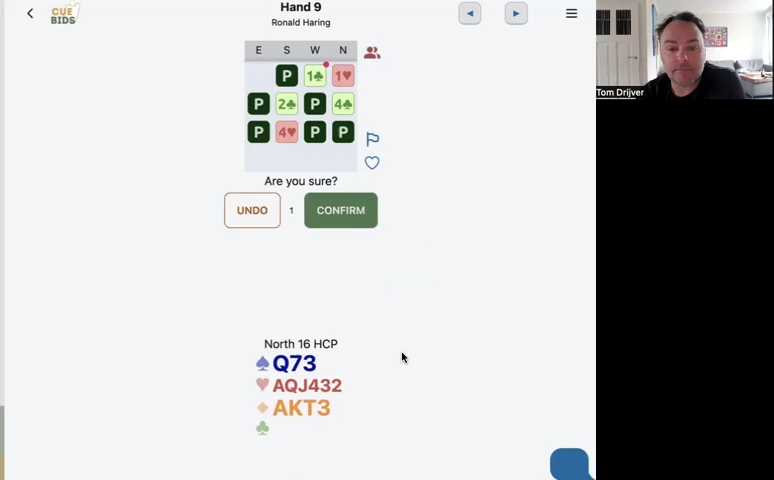 Hand 9
CUE
BIDS
Ronald Haring
E S W N
P 1♣ 1♥
P 2♣ P 4♣
P 4♥ P P
Are you sure?
UNDO 1 CONFIRM
North 16 HCP
♠ Q73
♥ AQJ432
♦ AKT3
♣
Tom Drijver